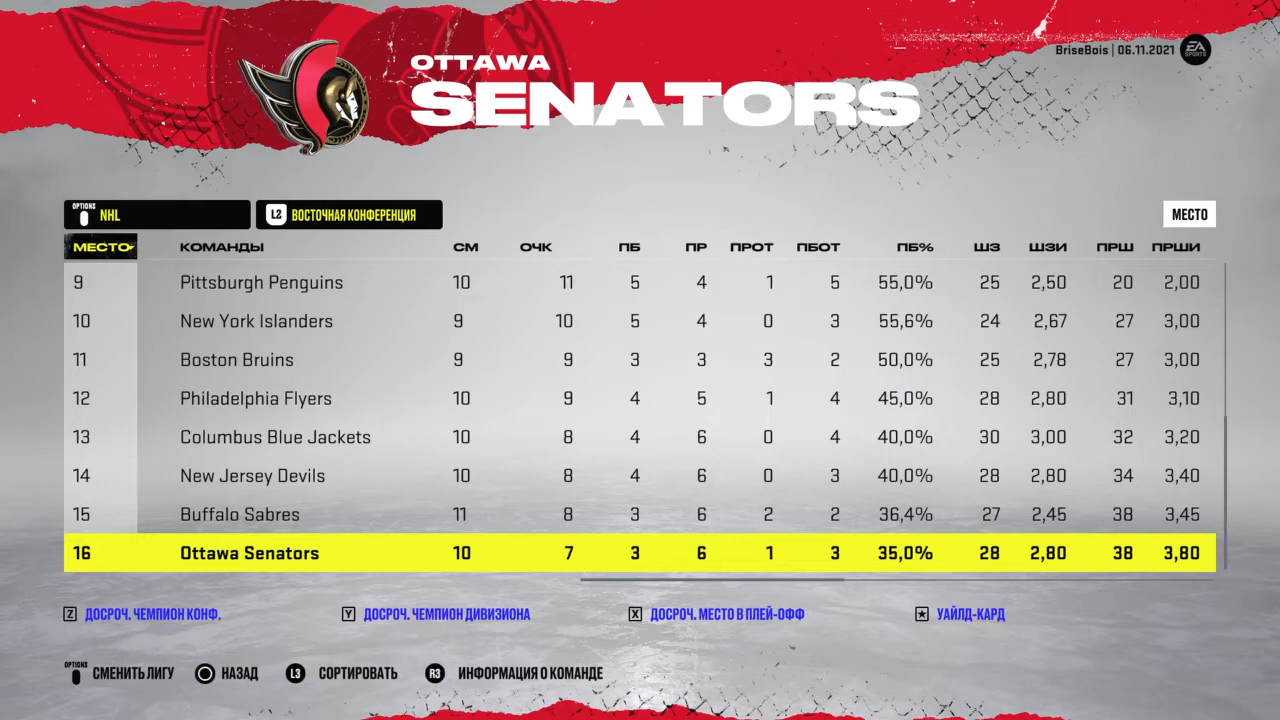 OTTAWA
SENATORS
BriseBois | 06.11.2021
EA SPORTS
OPTIONS NHL L2 ВОСТОЧНАЯ КОНФЕРЕНЦИЯ МЕСТО
МЕСТО КОМАНДЫ СМ ОЧК ПБ ПР ПРОТ ПБОТ ПБ% ШЗ ШЗИ ПРШ ПРШИ
9 Pittsburgh Penguins 10 11 5 4 1 5 55,0% 25 2,50 20 2,00
10 New York Islanders 9 10 5 4 0 3 55,6% 24 2,67 27 3,00
11 Boston Bruins 9 9 3 3 3 2 50,0% 25 2,78 27 3,00
12 Philadelphia Flyers 10 9 4 5 1 4 45,0% 28 2,80 31 3,10
13 Columbus Blue Jackets 10 8 4 6 0 4 40,0% 30 3,00 32 3,20
14 New Jersey Devils 10 8 4 6 0 3 40,0% 28 2,80 34 3,40
15 Buffalo Sabres 11 8 3 6 2 2 36,4% 27 2,45 38 3,45
16 Ottawa Senators 10 7 3 6 1 3 35,0% 28 2,80 38 3,80
Z ДОСРОЧ. ЧЕМПИОН КОНФ. Y ДОСРОЧ. ЧЕМПИОН ДИВИЗИОНА X ДОСРОЧ. МЕСТО В ПЛЕЙ-ОФФ ★ УАЙЛД-КАРД
OPTIONS СМЕНИТЬ ЛИГУ НАЗАД L3 СОРТИРОВАТЬ R3 ИНФОРМАЦИЯ О КОМАНДЕ